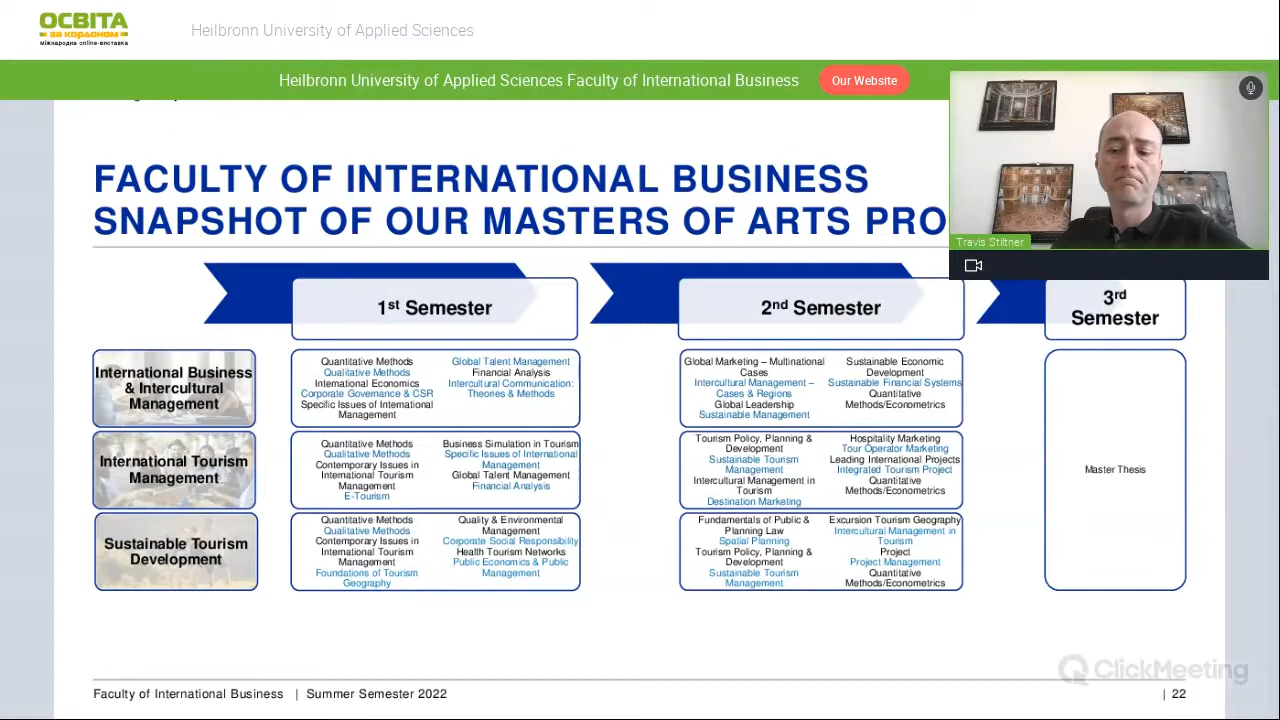 ОСВІТА
за кордоном
міжнародна online-виставка
Heilbronn University of Applied Sciences
Heilbronn University of Applied Sciences Faculty of International Business
Our Website
FACULTY OF INTERNATIONAL BUSINESS
SNAPSHOT OF OUR MASTERS OF ARTS PRO
Travis Stiltner
1st Semester
2nd Semester
3rd
Semester
International Business
& Intercultural
Management
Quantitative Methods
Qualitative Methods
International Economics
Corporate Governance & CSR
Specific Issues of International
Management
Global Talent Management
Financial Analysis
Intercultural Communication:
Theories & Methods
Global Marketing – Multinational
Cases
Intercultural Management –
Cases & Regions
Global Leadership
Sustainable Management
Sustainable Economic
Development
Sustainable Financial Systems
Quantitative
Methods/Econometrics
International Tourism
Management
Quantitative Methods
Qualitative Methods
Contemporary Issues in
International Tourism
Management
E-Tourism
Business Simulation in Tourism
Specific Issues of International
Management
Global Talent Management
Financial Analysis
Tourism Policy, Planning &
Development
Sustainable Tourism
Management
Intercultural Management in
Tourism
Destination Marketing
Hospitality Marketing
Tour Operator Marketing
Leading International Projects
Integrated Tourism Project
Quantitative
Methods/Econometrics
Master Thesis
Sustainable Tourism
Development
Quantitative Methods
Qualitative Methods
Contemporary Issues in
International Tourism
Management
Foundations of Tourism
Geography
Quality & Environmental
Management
Corporate Social Responsibility
Health Tourism Networks
Public Economics & Public
Management
Fundamentals of Public &
Planning Law
Spatial Planning
Tourism Policy, Planning &
Development
Sustainable Tourism
Management
Excursion Tourism Geography
Intercultural Management in
Tourism
Project
Project Management
Quantitative
Methods/Econometrics
ClickMeeting
Faculty of International Business | Summer Semester 2022
| 22